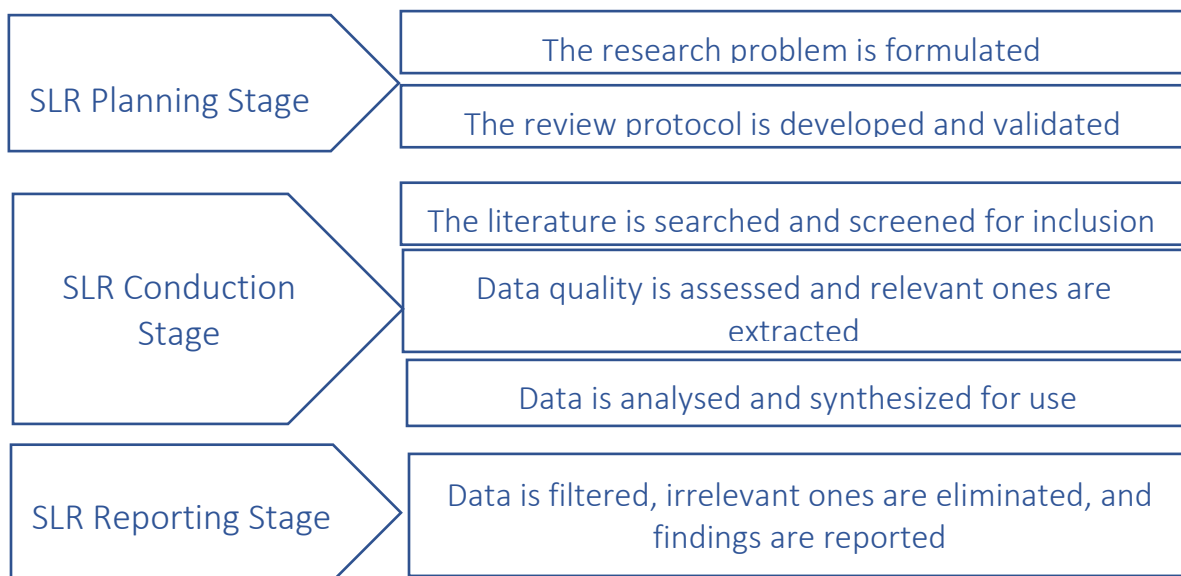 SLR Planning Stage
The research problem is formulated
The review protocol is developed and validated
SLR Conduction
Stage
The literature is searched and screened for inclusion
Data quality is assessed and relevant ones are
extracted
Data is analysed and synthesized for use
SLR Reporting Stage
Data is filtered, irrelevant ones are eliminated, and
findings are reported